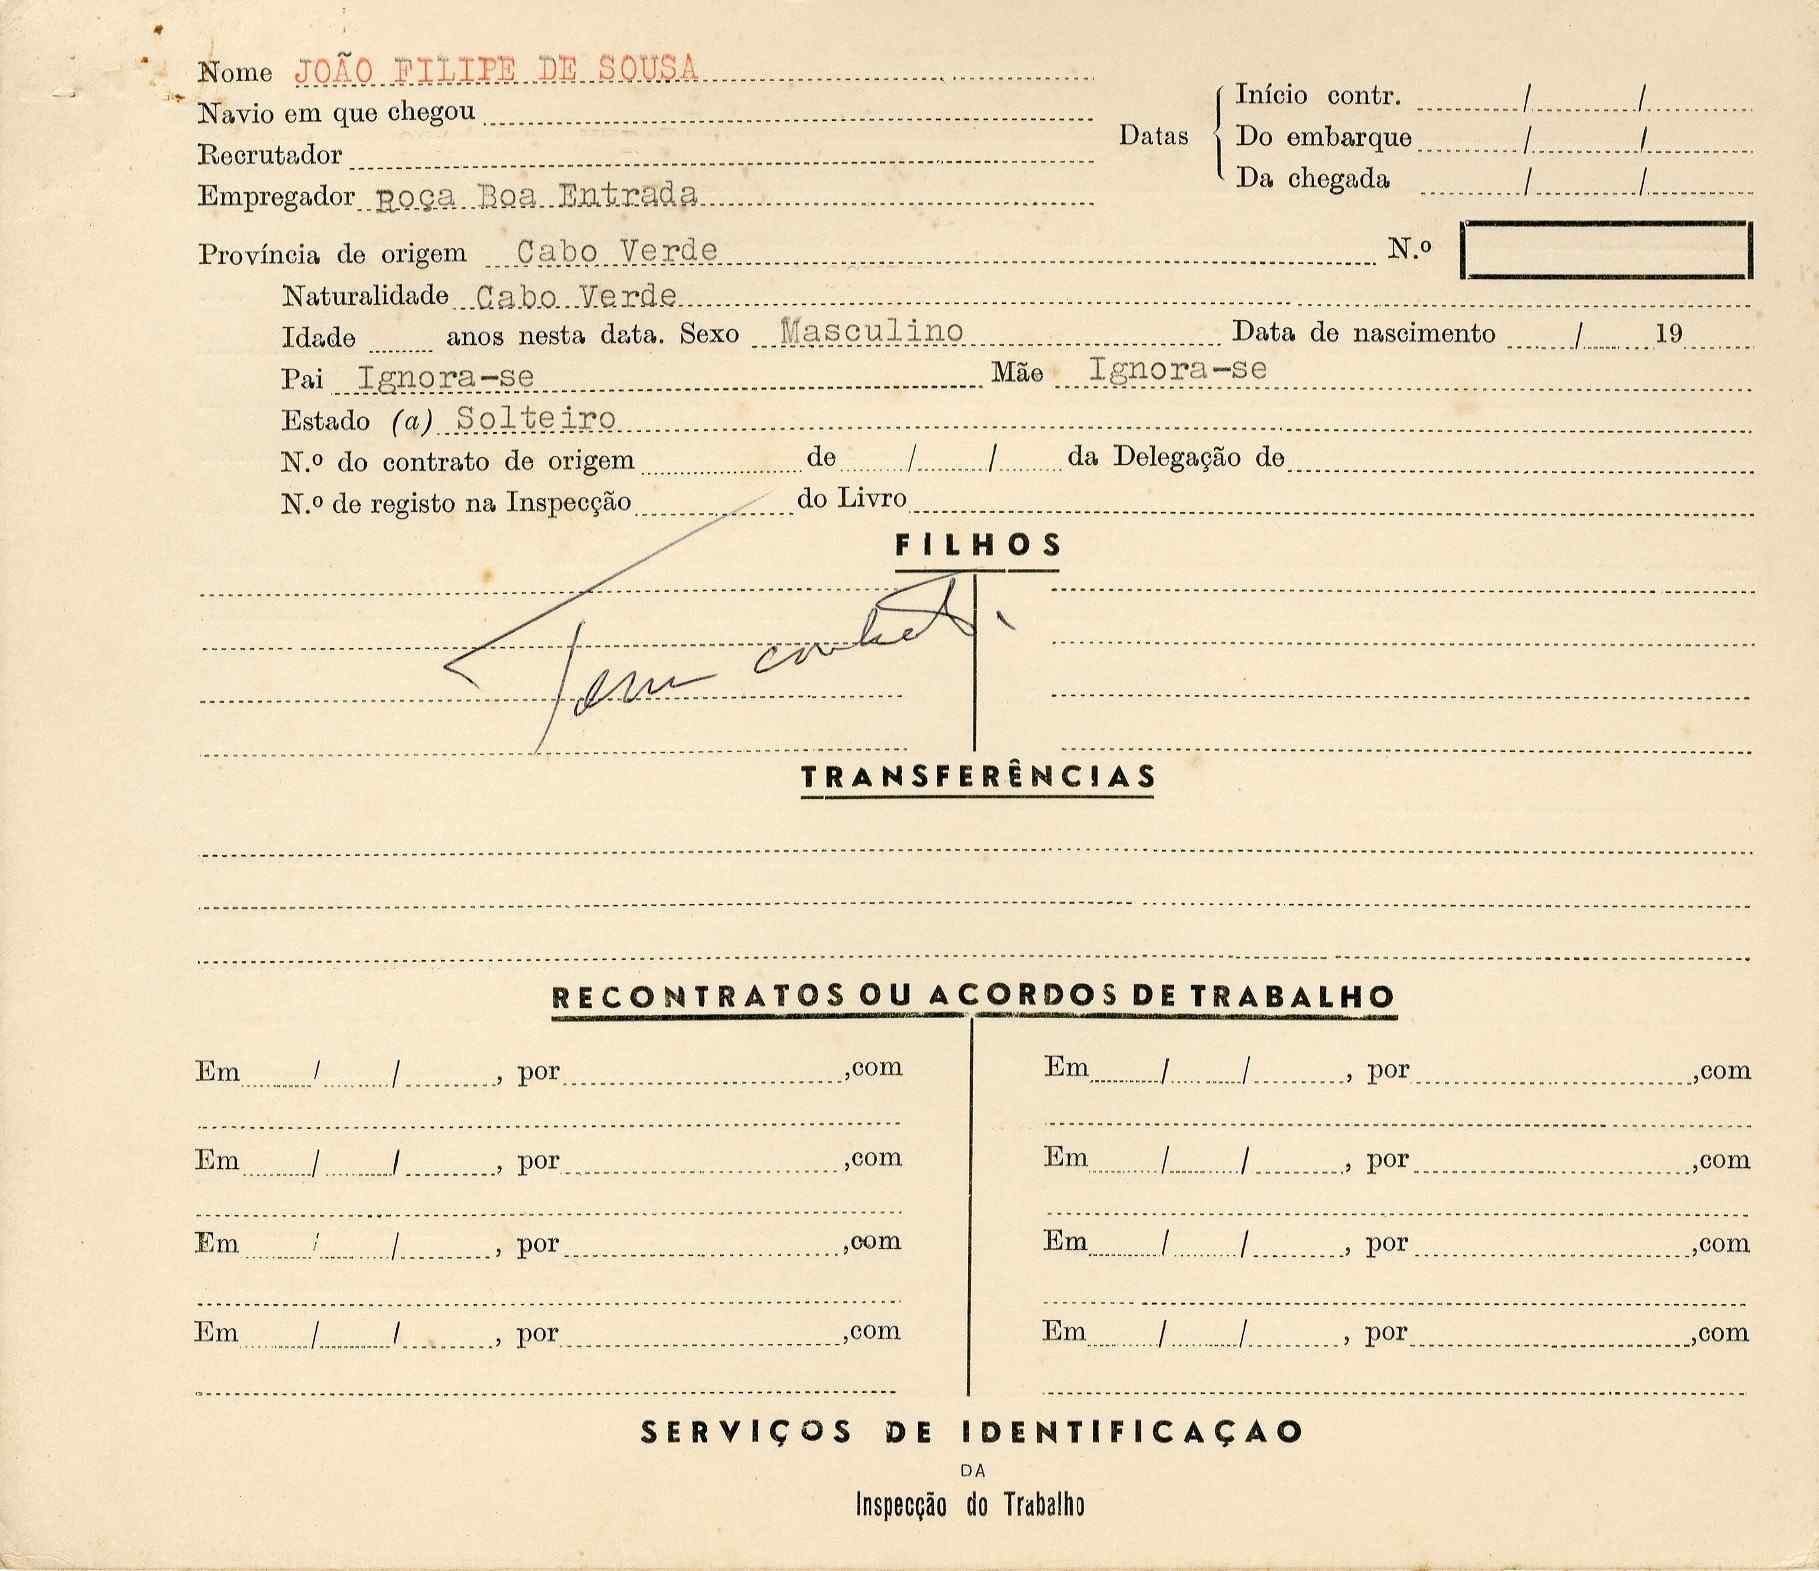 Nome JOÃO FILIPE DE SOUSA
Navio em que chegou
Recrutador
Empregador Roça Boa Entrada
Datas
Início contr. / /
Do embarque / /
Da chegada / /
Província de origem Cabo Verde N.º
Naturalidade Cabo Verde
Idade anos nesta data. Sexo Masculino Data de nascimento / 19
Pai Ignora-se Mãe Ignora-se
Estado (a) Solteiro
N.º do contrato de origem de / / da Delegação de
N.º de registo na Inspecção do Livro
FILHOS
Tem
TRANSFERÊNCIAS
RECONTRATOS OU ACORDOS DE TRABALHO
Em / / , por ,com
Em / / , por ,com
Em / / , por ,com
Em / / , por ,com
Em / / , por ,com
Em / / , por ,com
Em / / , por ,com
Em / / , por ,com
SERVIÇOS DE IDENTIFICAÇAO
DA
Inspecção do Trabalho